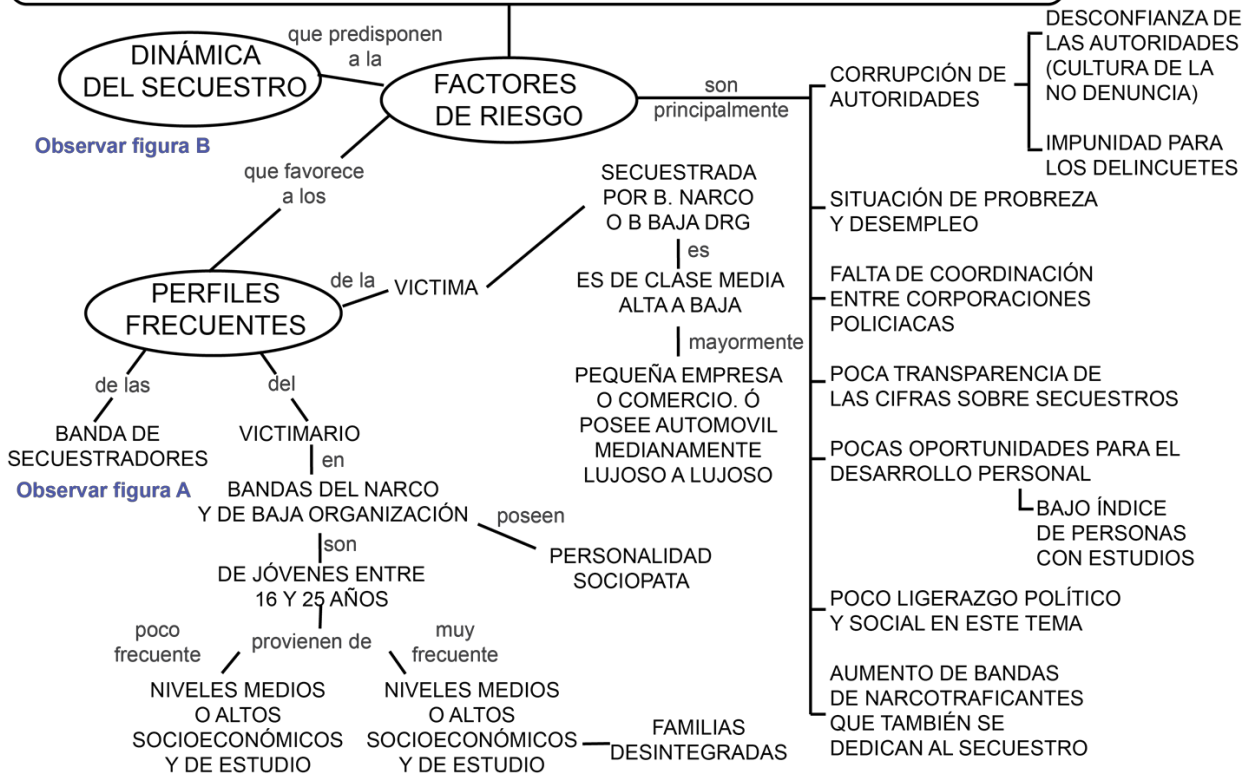 que predisponen
a la
DINÁMICA
DEL SECUESTRO
Observar figura B
FACTORES
DE RIESGO
son
principalmente
CORRUPCIÓN DE
AUTORIDADES
DESCONFIANZA DE
LAS AUTORIDADES
(CULTURA DE LA
NO DENUNCIA)
IMPUNIDAD PARA
LOS DELINCUETES
SITUACIÓN DE PROBREZA
Y DESEMPLEO
FALTA DE COORDINACIÓN
ENTRE CORPORACIONES
POLICIACAS
POCA TRANSPARENCIA DE
LAS CIFRAS SOBRE SECUESTROS
POCAS OPORTUNIDADES PARA EL
DESARROLLO PERSONAL
BAJO ÍNDICE
DE PERSONAS
CON ESTUDIOS
POCO LIGERAZGO POLÍTICO
Y SOCIAL EN ESTE TEMA
AUMENTO DE BANDAS
DE NARCOTRAFICANTES
QUE TAMBIÉN SE
DEDICAN AL SECUESTRO
que favorece
a los
PERFILES
FRECUENTES
de la
VICTIMA
SECUESTRADA
POR B. NARCO
O B BAJA DRG
es
ES DE CLASE MEDIA
ALTA A BAJA
mayormente
PEQUEÑA EMPRESA
O COMERCIO. Ó
POSEE AUTOMOVIL
MEDIANAMENTE
LUJOSO A LUJOSO
de las
BANDA DE
SECUESTRADORES
Observar figura A
del
VICTIMARIO
en
BANDAS DEL NARCO
Y DE BAJA ORGANIZACIÓN
poseen
PERSONALIDAD
SOCIOPATA
son
DE JÓVENES ENTRE
16 Y 25 AÑOS
provienen de
poco
frecuente
NIVELES MEDIOS
O ALTOS
SOCIOECONÓMICOS
Y DE ESTUDIO
muy
frecuente
NIVELES MEDIOS
O ALTOS
SOCIOECONÓMICOS
Y DE ESTUDIO
FAMILIAS
DESINTEGRADAS